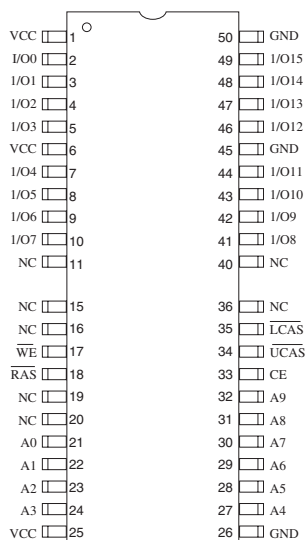 VCC 1 50 GND
I/O0 2 49 1/O15
1/O1 3 48 1/O14
1/O2 4 47 1/O13
1/O3 5 46 1/O12
VCC 6 45 GND
1/O4 7 44 1/O11
1/O5 8 43 1/O10
1/O6 9 42 1/O9
1/O7 10 41 1/O8
NC 11 40 NC
NC 15 36 NC
NC 16 35 L̅C̅A̅S̅
W̅E̅ 17 34 U̅C̅A̅S̅
R̅A̅S̅ 18 33 CE
NC 19 32 A9
NC 20 31 A8
A0 21 30 A7
A1 22 29 A6
A2 23 28 A5
A3 24 27 A4
VCC 25 26 GND